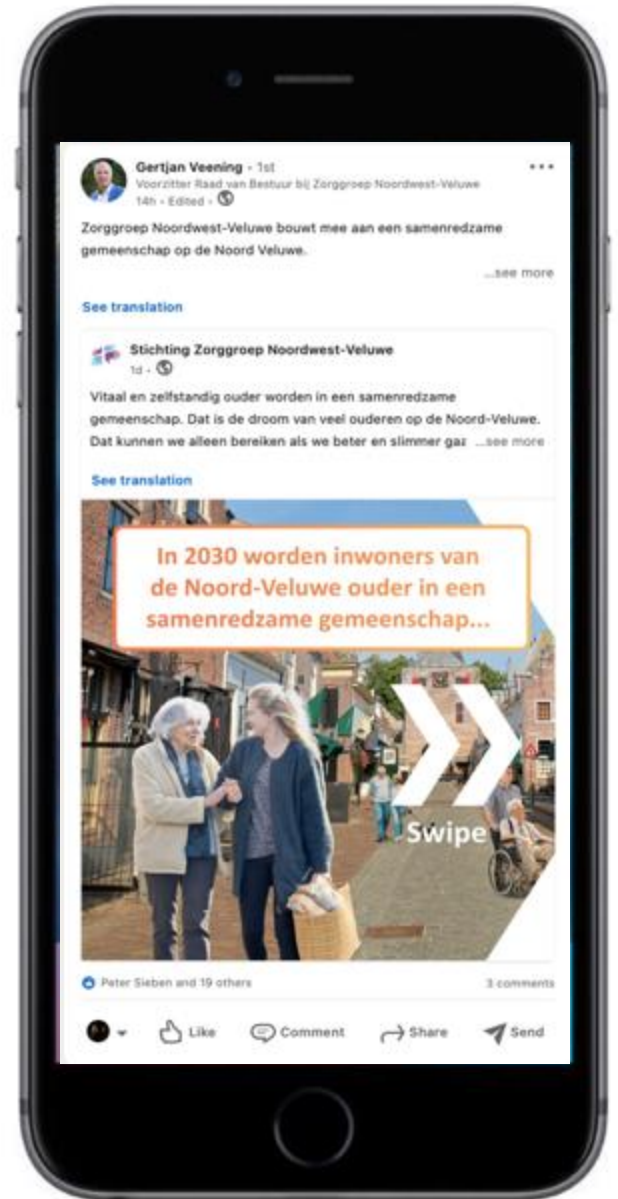 Gertjan Veening • 1st
Voorzitter Raad van Bestuur bij Zorggroep Noordwest-Veluwe
14h • Edited •
Zorggroep Noordwest-Veluwe bouwt mee aan een samenredzame
gemeenschap op de Noord Veluwe.
...see more
See translation
Stichting Zorggroep Noordwest-Veluwe
1d •
Vitaal en zelfstandig ouder worden in een samenredzame
gemeenschap. Dat is de droom van veel ouderen op de Noord-Veluwe.
Dat kunnen we alleen bereiken als we beter en slimmer gaa ...see more
See translation
In 2030 worden inwoners van
de Noord-Veluwe ouder in een
samenredzame gemeenschap...
Swipe
Peter Sieben and 19 others 3 comments
Like Comment Share Send